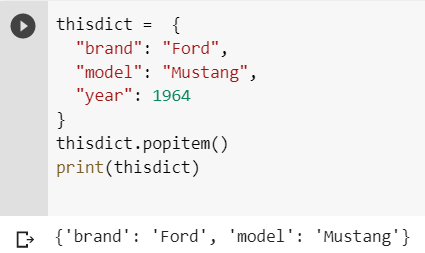 thisdict =  {
  "brand": "Ford",
  "model": "Mustang",
  "year": 1964
}
thisdict.popitem()
print(thisdict)
{'brand': 'Ford', 'model': 'Mustang'}